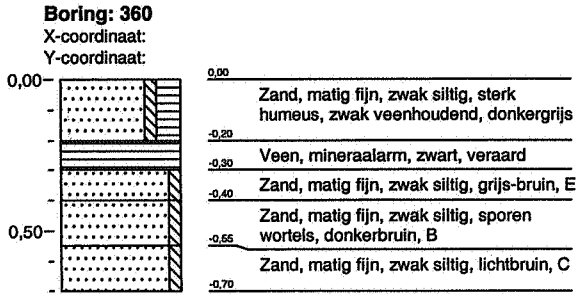 Boring: 360
X-coordinaat:
Y-coordinaat:
0,00
0,00
Zand, matig fijn, zwak siltig, sterk
humeus, zwak veenhoudend, donkergrijs
-0,20
Veen, mineraalarm, zwart, veraard
-0,30
Zand, matig fijn, zwak siltig, grijs-bruin, E
-0,40
0,50
Zand, matig fijn, zwak siltig, sporen
wortels, donkerbruin, B
-0,55
Zand, matig fijn, zwak siltig, lichtbruin, C
-0,70